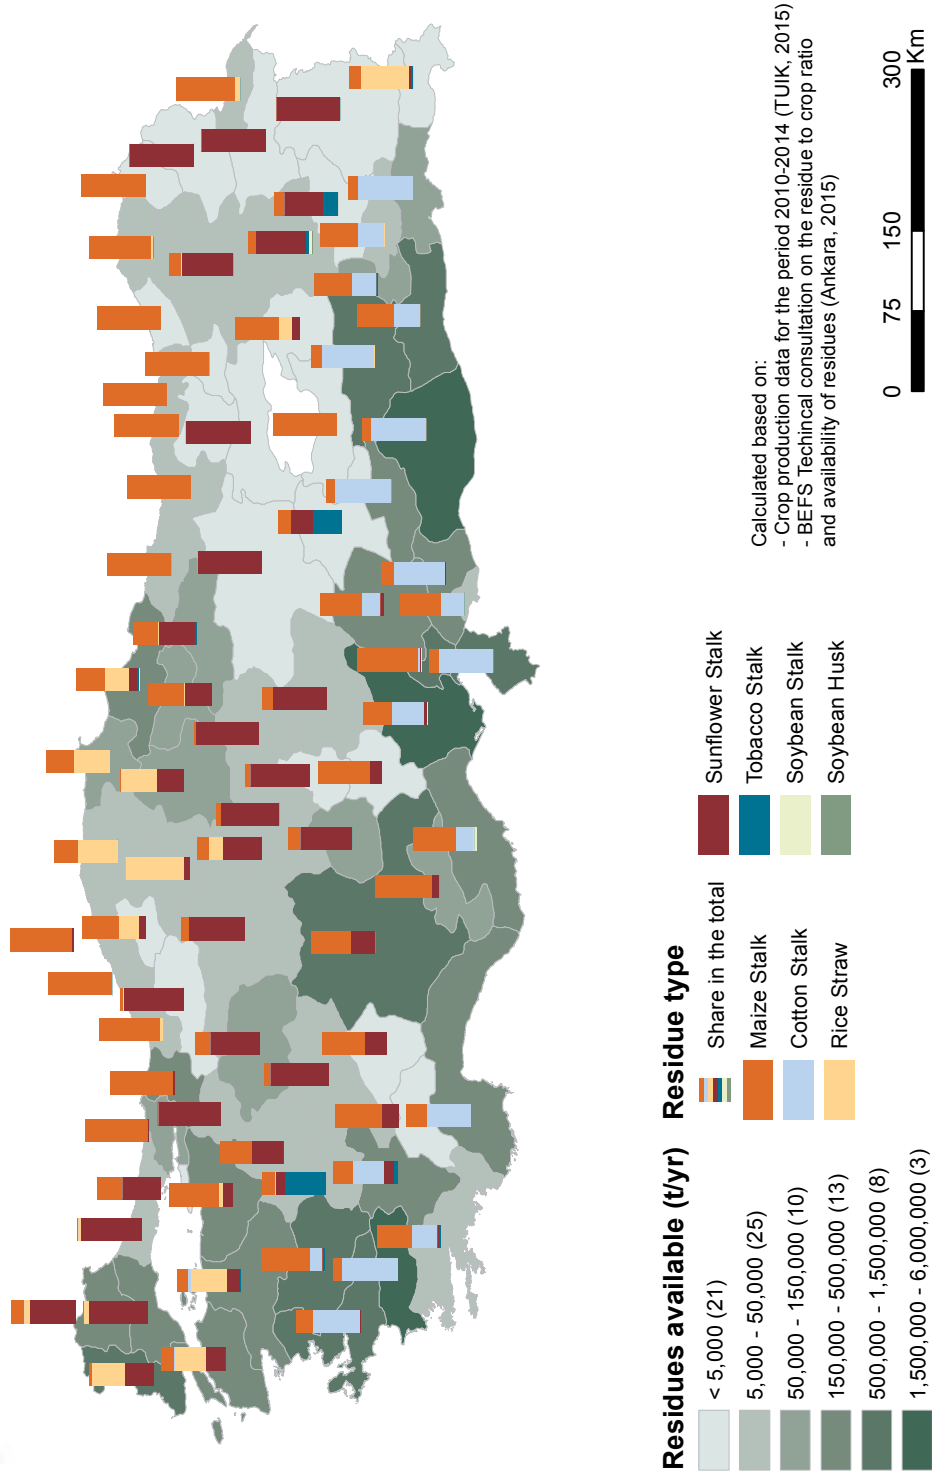 Residues available (t/yr)
< 5,000 (21)
5,000 - 50,000 (25)
50,000 - 150,000 (10)
150,000 - 500,000 (13)
500,000 - 1,500,000 (8)
1,500,000 - 6,000,000 (3)
Residue type
Share in the total
Maize Stalk
Cotton Stalk
Rice Straw
Sunflower Stalk
Tobacco Stalk
Soybean Stalk
Soybean Husk
Calculated based on:
- Crop production data for the period 2010-2014 (TUIK, 2015)
- BEFS Techinical consultation on the residue to crop ratio
and availability of residues (Ankara, 2015)
0 75 150 300
Km